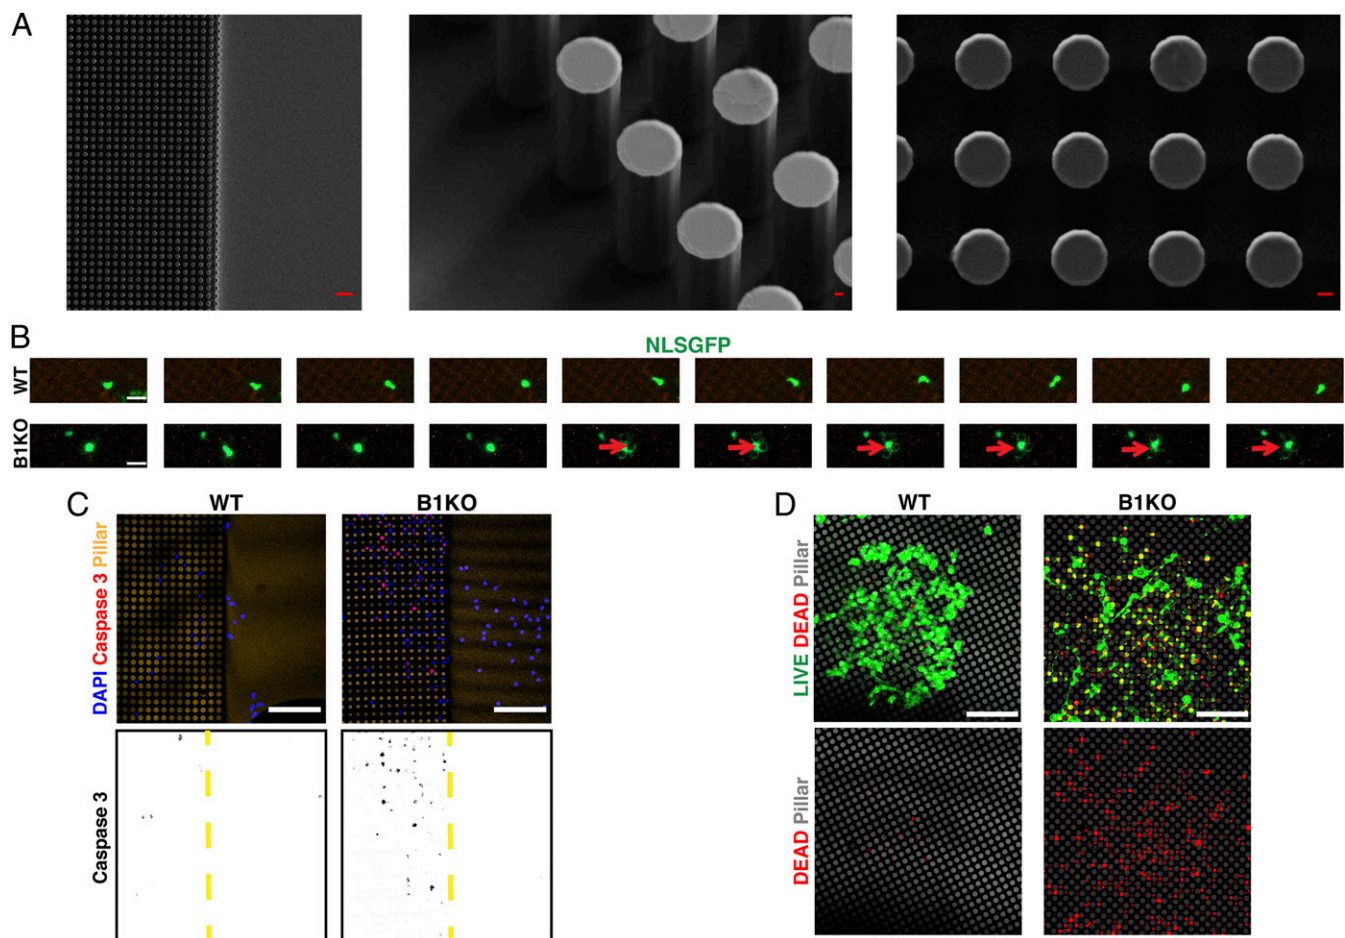 A
B
NLSGFP
WT
B1KO
C
WT
B1KO
DAPI Caspase 3 Pillar
Caspase 3
D
WT
B1KO
LIVE DEAD Pillar
DEAD Pillar